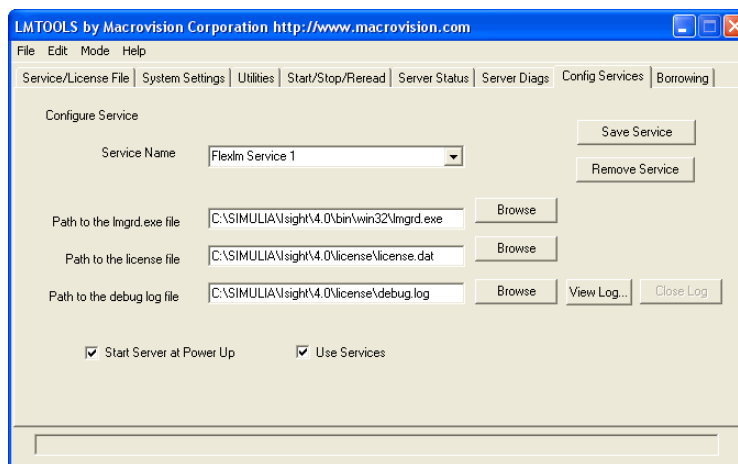 LMTOOLS by Macrovision Corporation http://www.macrovision.com
File Edit Mode Help
Service/License File System Settings Utilities Start/Stop/Reread Server Status Server Diags Config Services Borrowing
Configure Service
Save Service
Service Name Flexlm Service 1
Remove Service
Path to the lmgrd.exe file C:\SIMULIA\Isight\4.0\bin\win32\lmgrd.exe Browse
Path to the license file C:\SIMULIA\Isight\4.0\license\license.dat Browse
Path to the debug log file C:\SIMULIA\Isight\4.0\license\debug.log Browse View Log... Close Log
Start Server at Power Up Use Services